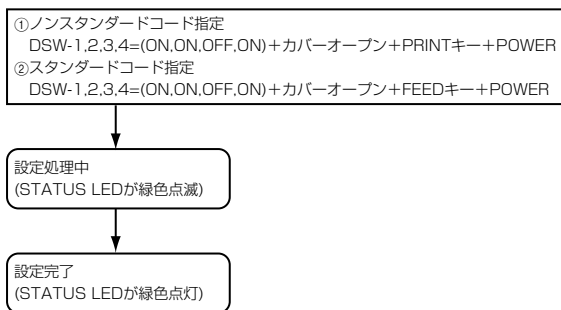 ①ノンスタンダードコード指定
DSW-1,2,3,4=(ON,ON,OFF,ON)+カバーオープン+PRINTキー+POWER
②スタンダードコード指定
DSW-1,2,3,4=(ON,ON,OFF,ON)+カバーオープン+FEEDキー+POWER
設定処理中
(STATUS LEDが緑色点滅)
設定完了
(STATUS LEDが緑色点灯)